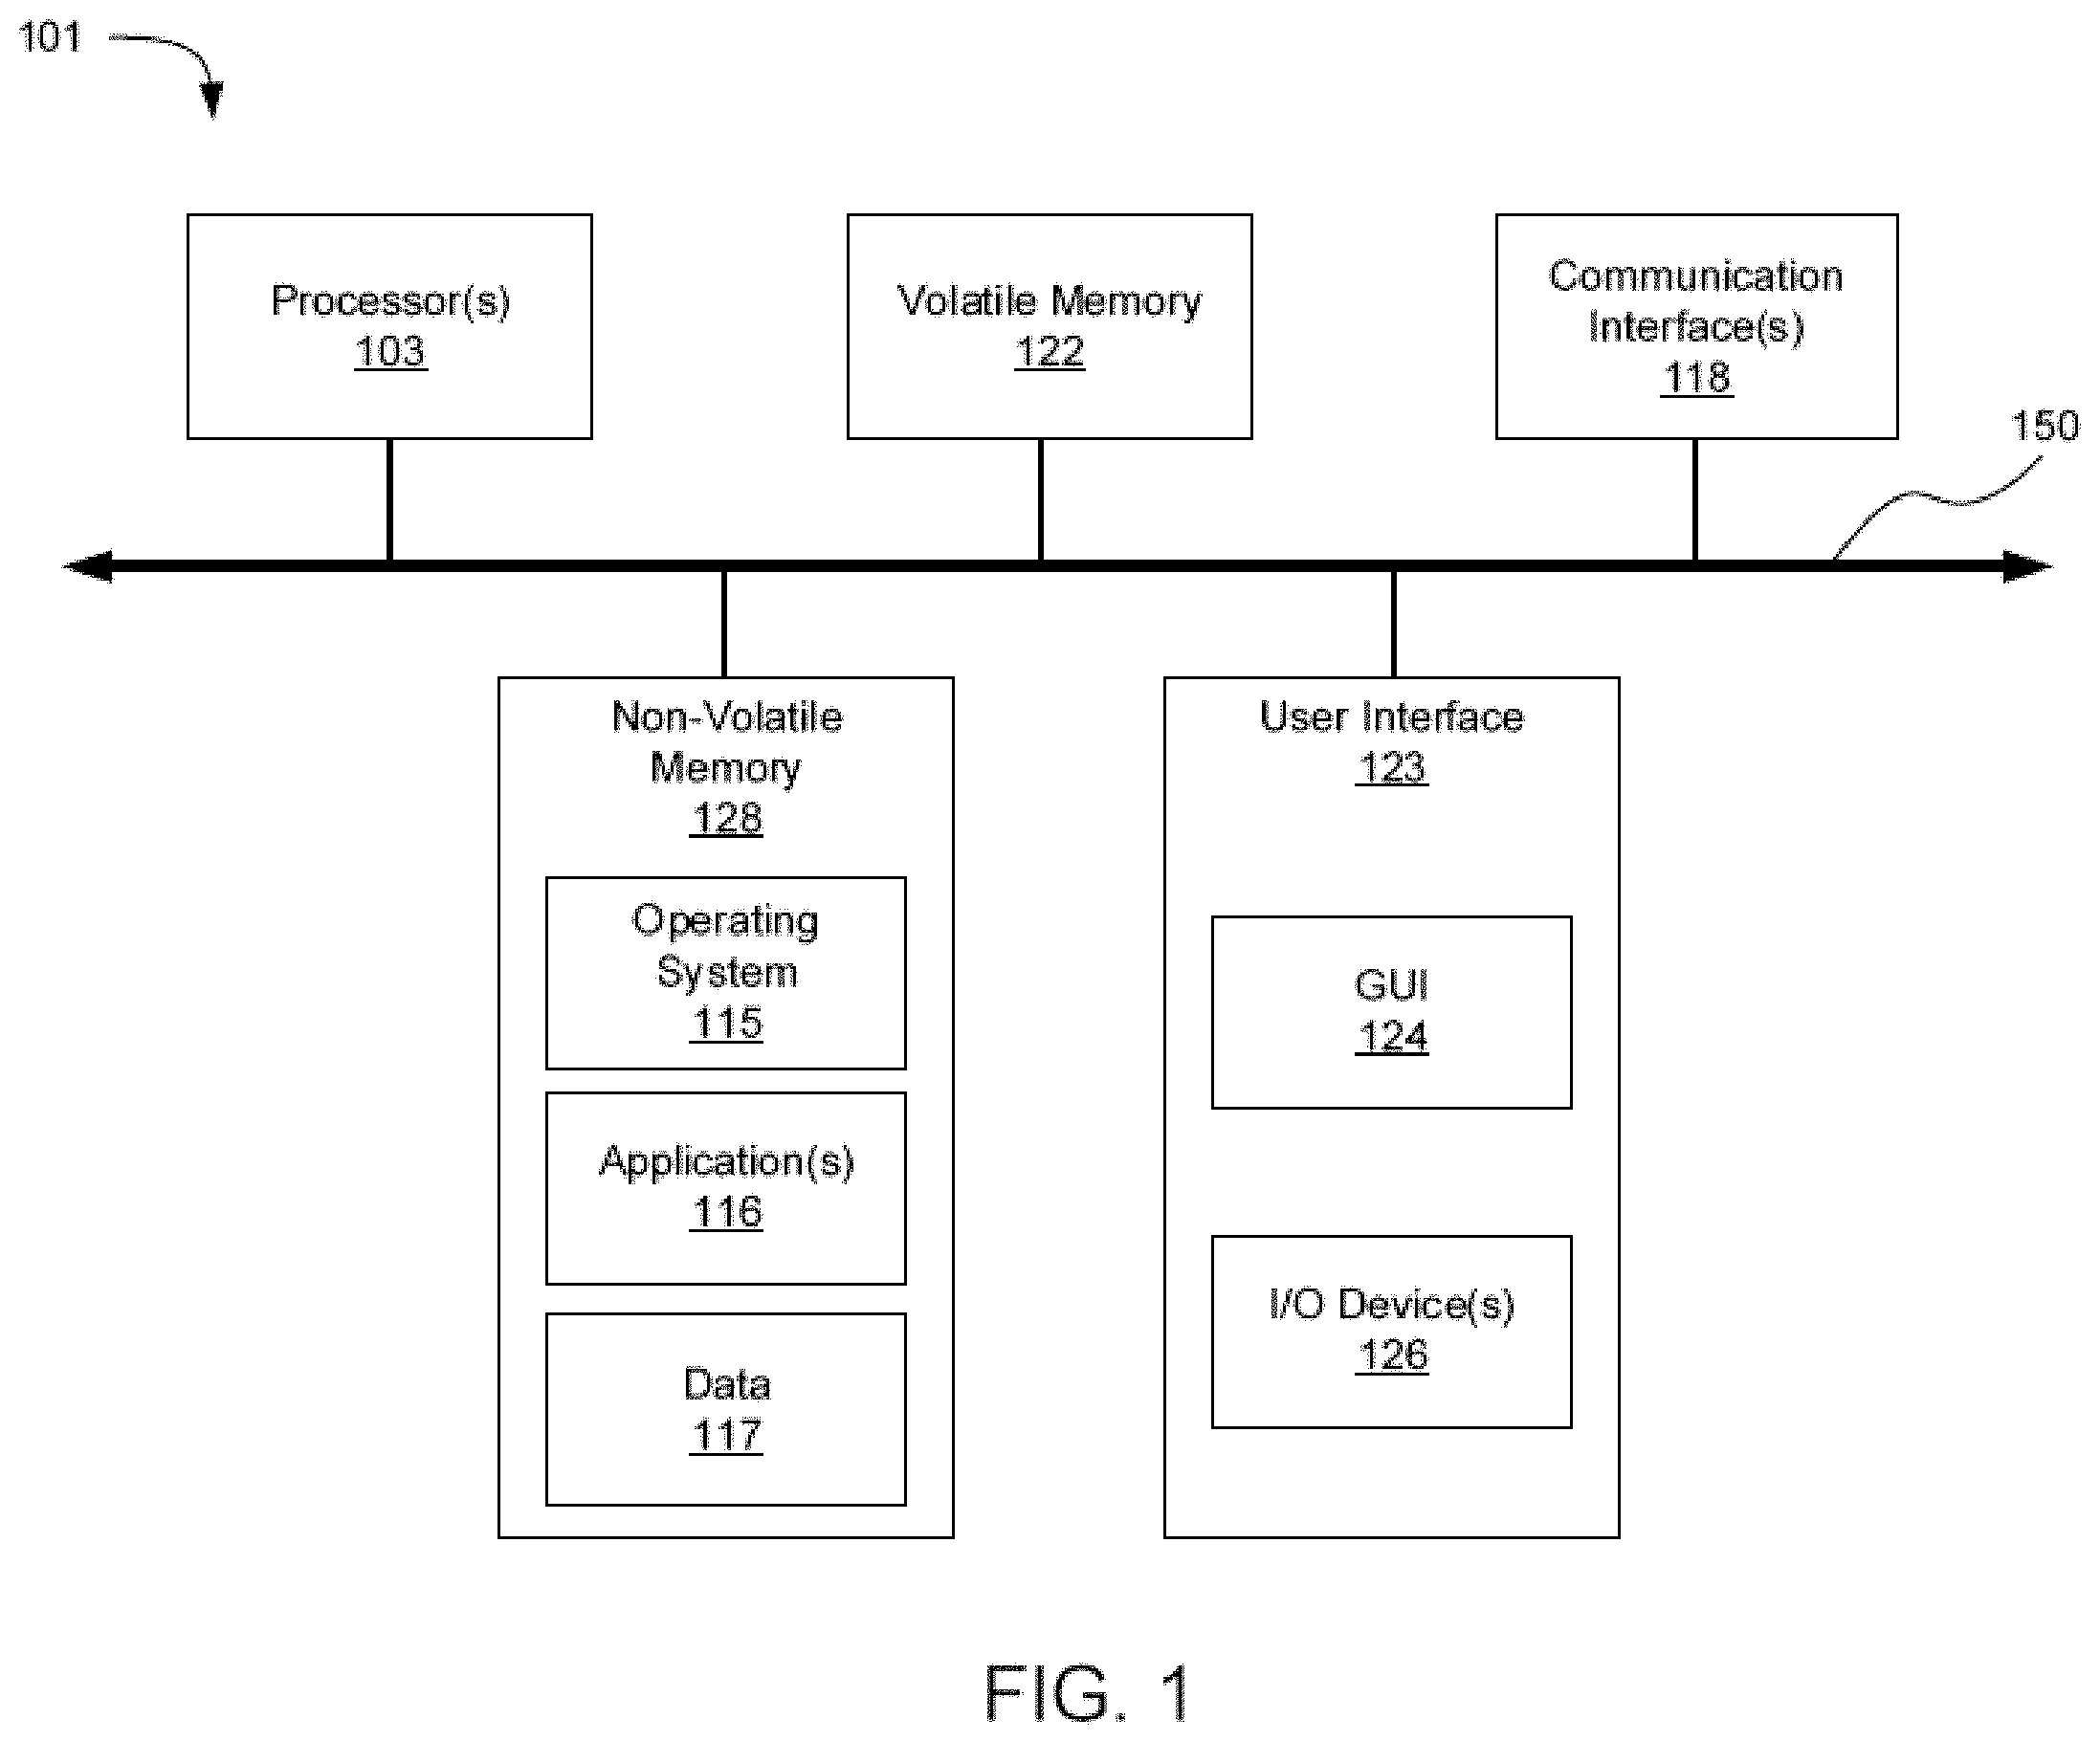 101
Processor(s)
103
Volatile Memory
122
Communication
Interface(s)
118
150
Non-Volatile
Memory
128
Operating
System
115
Application(s)
116
Data
117
User Interface
123
GUI
124
I/O Device(s)
126
FIG. 1